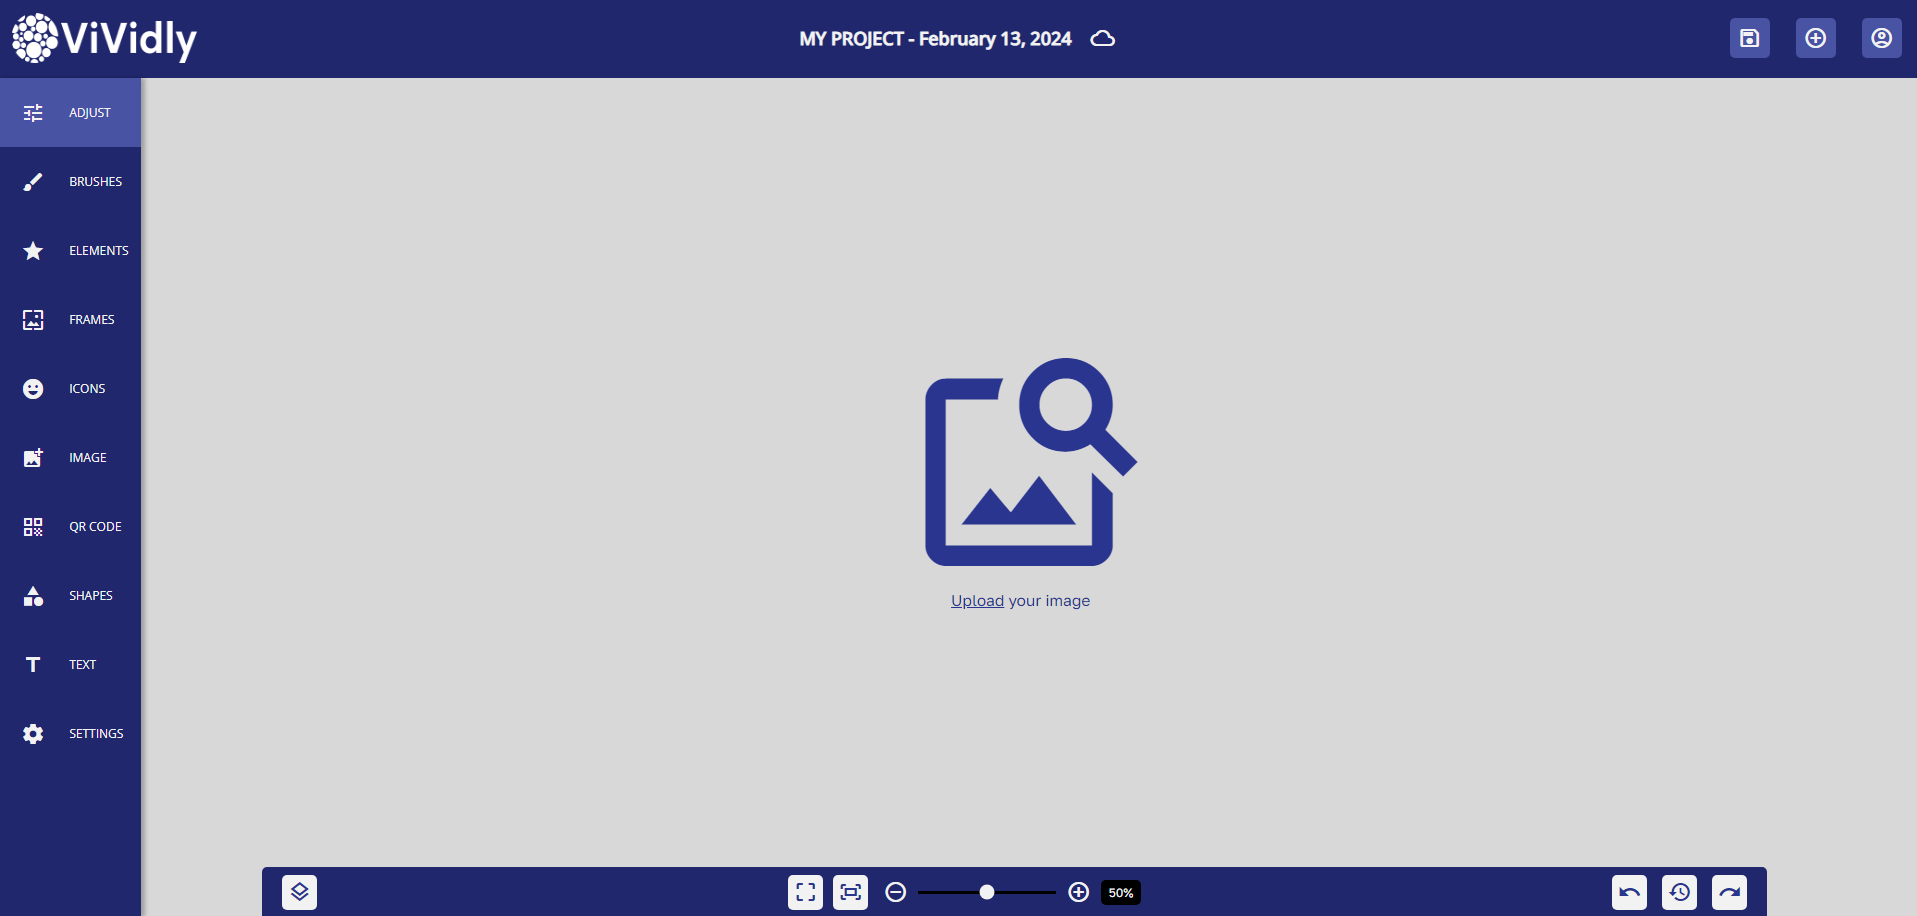 ViVidly
MY PROJECT - February 13, 2024
ADJUST
BRUSHES
ELEMENTS
FRAMES
ICONS
IMAGE
QR CODE
SHAPES
TEXT
SETTINGS
Upload your image
50%